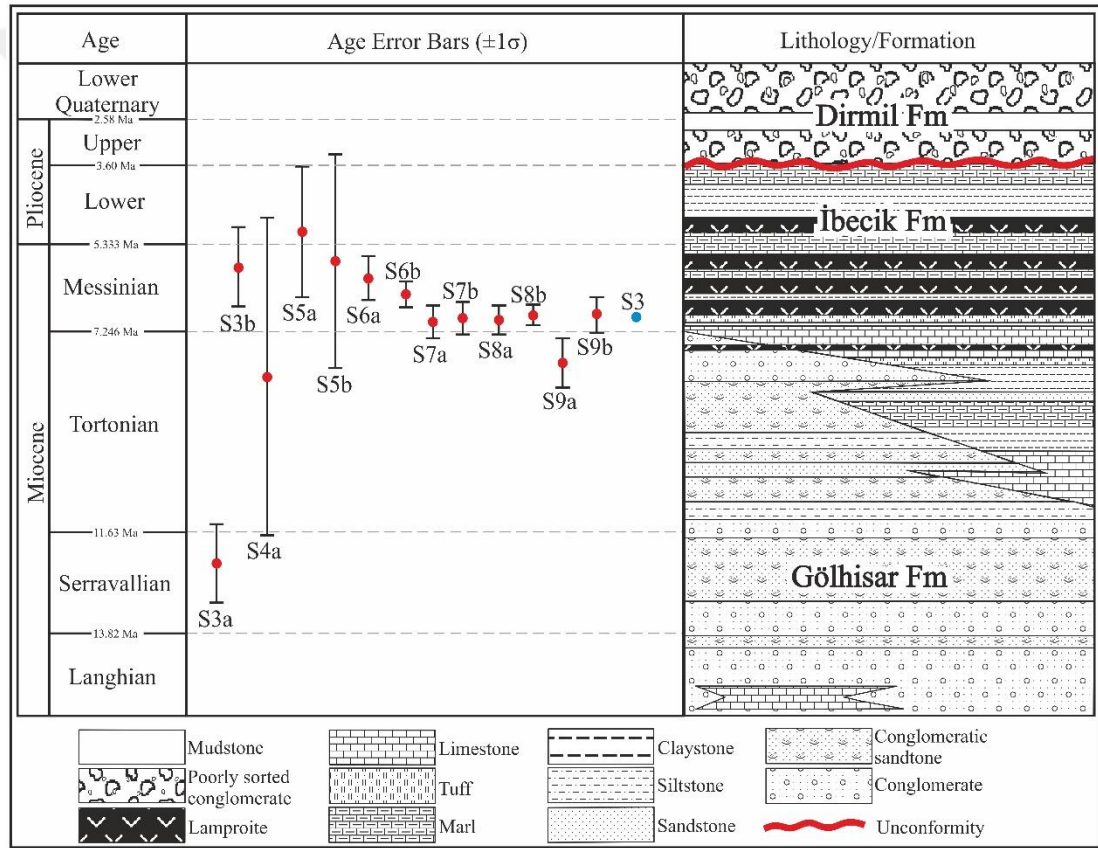 Age
Age Error Bars (±1σ)
Lithology/Formation
Lower
Quaternary
2.58 Ma
Pliocene
Upper
3.60 Ma
Lower
5.333 Ma
Miocene
Messinian
7.246 Ma
Tortonian
11.63 Ma
Serravallian
13.82 Ma
Langhian
S3a
S3b
S4a
S5a
S5b
S6a
S6b
S7a
S7b
S8a
S8b
S9a
S9b
S3
Dirmil Fm
İbecik Fm
Gölhisar Fm
Mudstone
Poorly sorted
conglomerate
Lamproite
Limestone
Tuff
Marl
Claystone
Siltstone
Sandstone
Conglomeratic
sandtone
Conglomerate
Unconformity